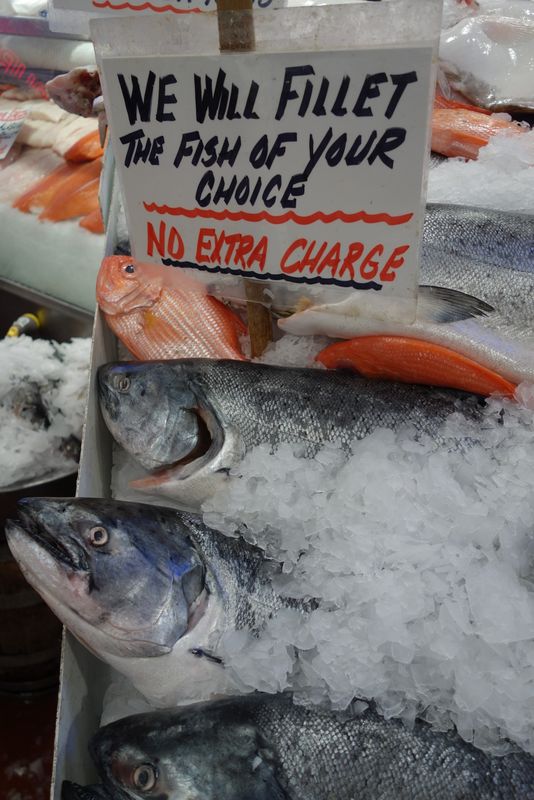 WE WILL FILLET
THE FISH OF YOUR
CHOICE
NO EXTRA CHARGE